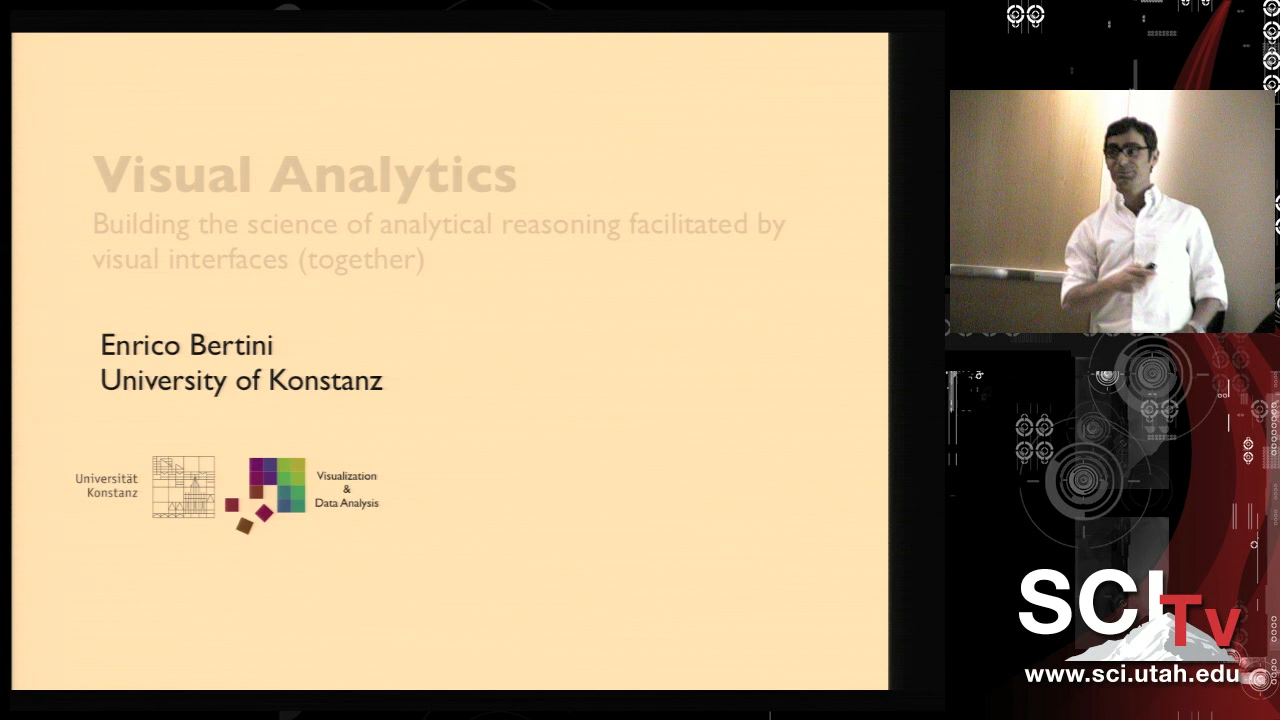 Visual Analytics
Building the science of analytical reasoning facilitated by
visual interfaces (together)
Enrico Bertini
University of Konstanz
Universität
Konstanz
Visualization
&
Data Analysis
SCI
Tv
www.sci.utah.edu